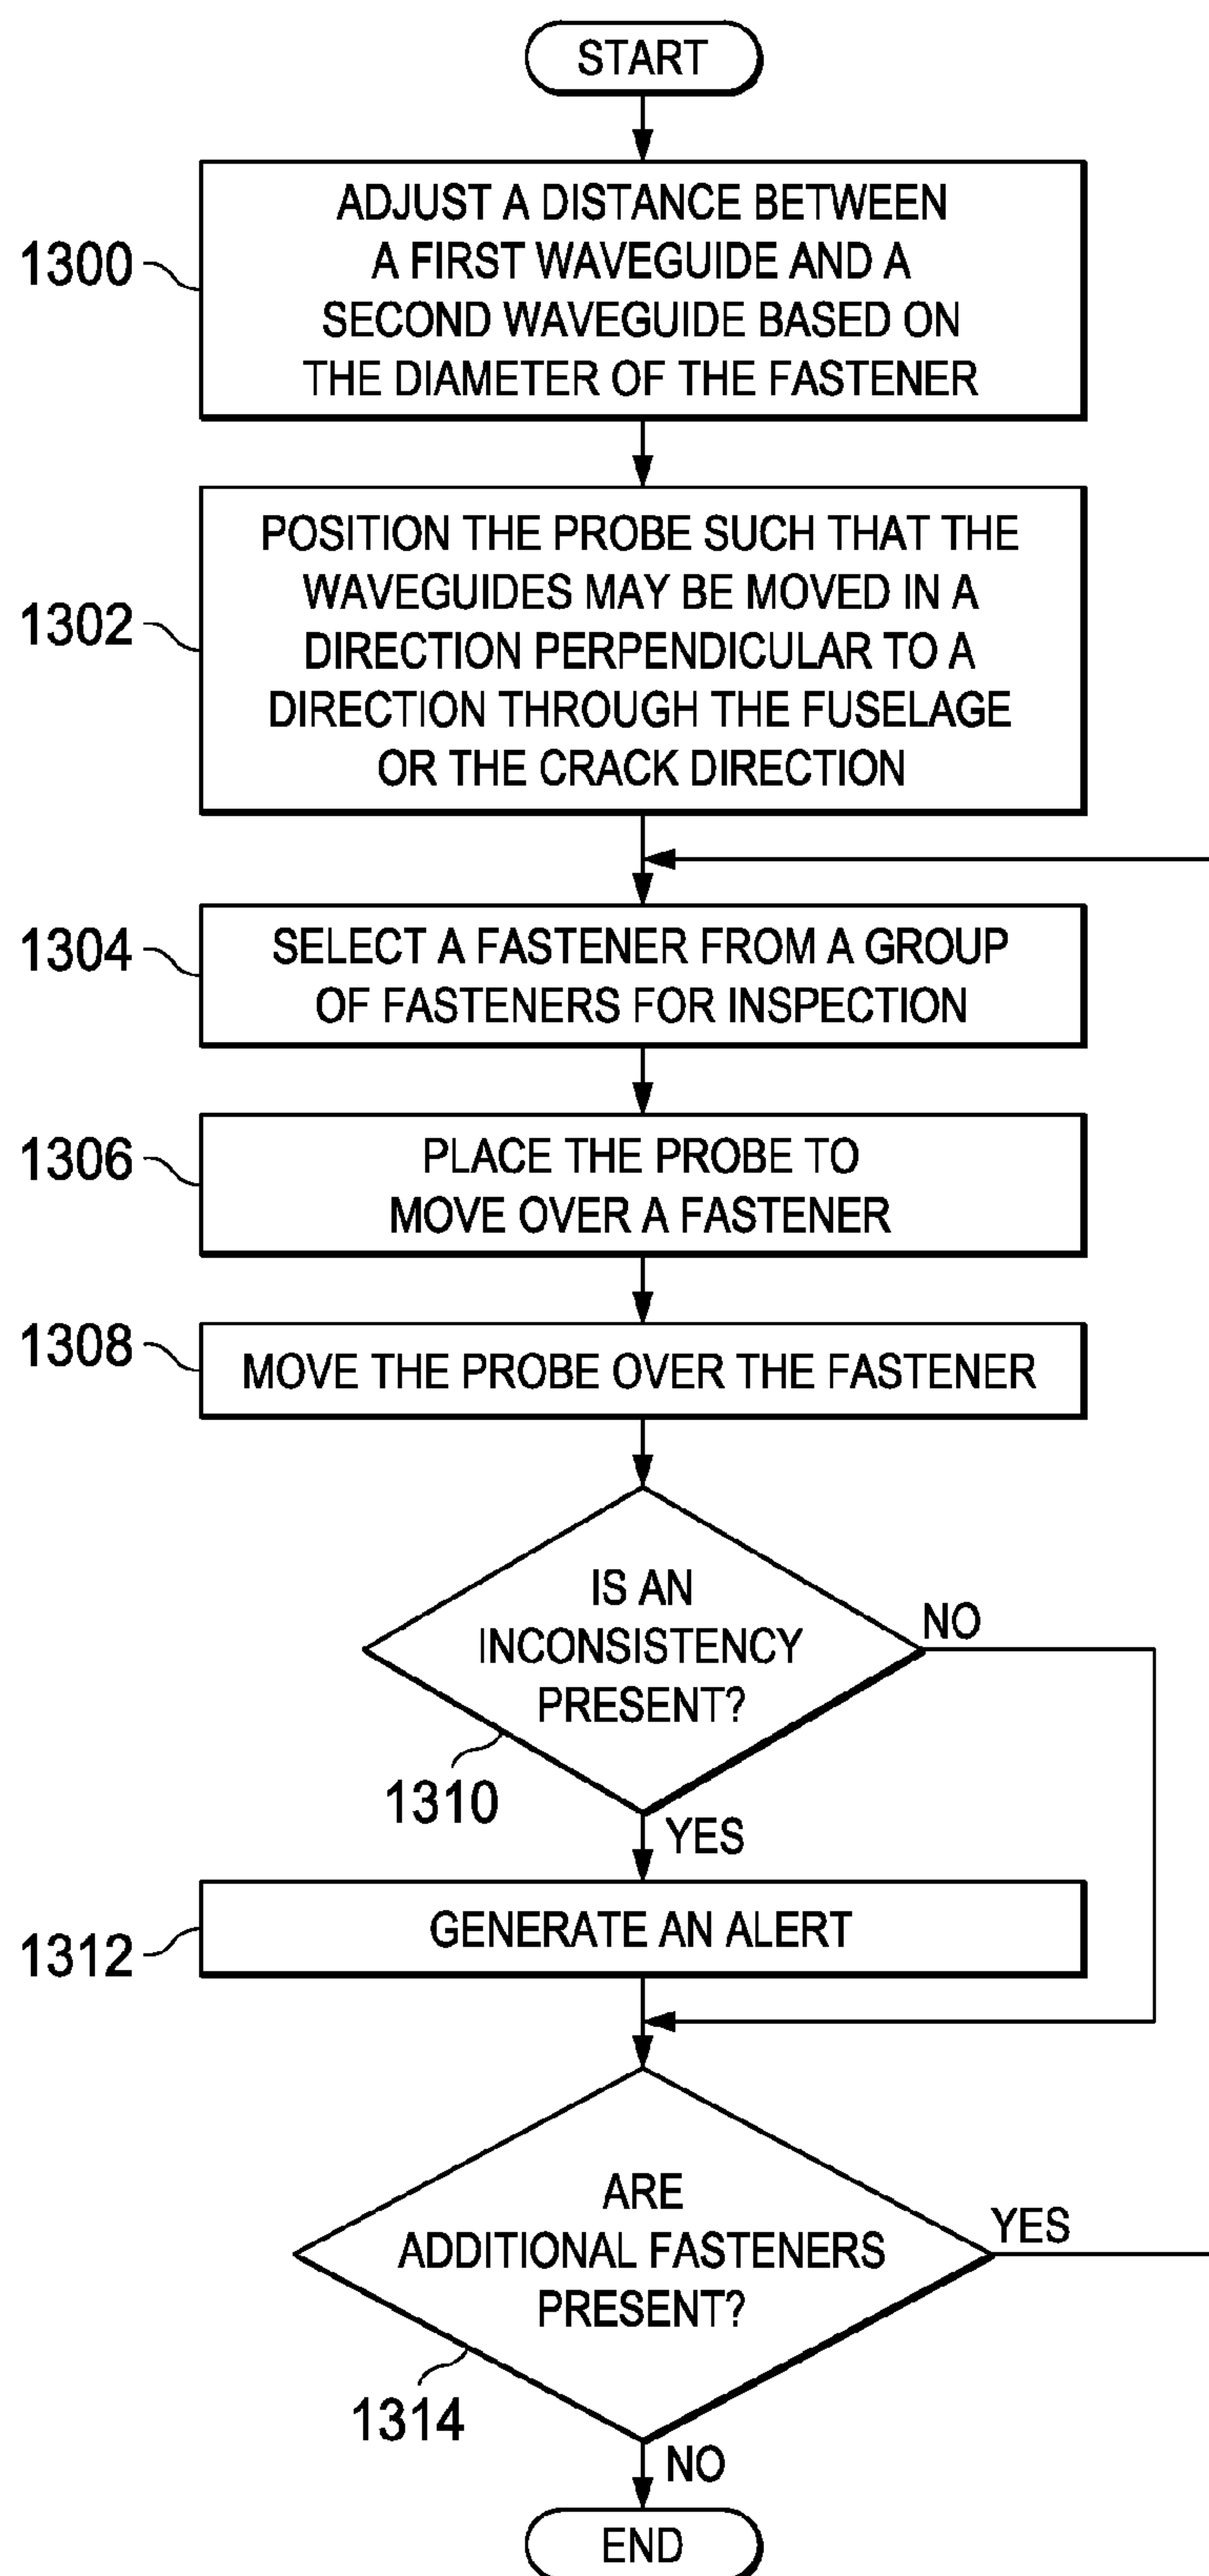 START
1300
ADJUST A DISTANCE BETWEEN
A FIRST WAVEGUIDE AND A
SECOND WAVEGUIDE BASED ON
THE DIAMETER OF THE FASTENER
1302
POSITION THE PROBE SUCH THAT THE
WAVEGUIDES MAY BE MOVED IN A
DIRECTION PERPENDICULAR TO A
DIRECTION THROUGH THE FUSELAGE
OR THE CRACK DIRECTION
1304
SELECT A FASTENER FROM A GROUP
OF FASTENERS FOR INSPECTION
1306
PLACE THE PROBE TO
MOVE OVER A FASTENER
1308
MOVE THE PROBE OVER THE FASTENER
IS AN
INCONSISTENCY
PRESENT?
NO
1310
YES
1312
GENERATE AN ALERT
ARE
ADDITIONAL FASTENERS
PRESENT?
YES
1314
NO
END